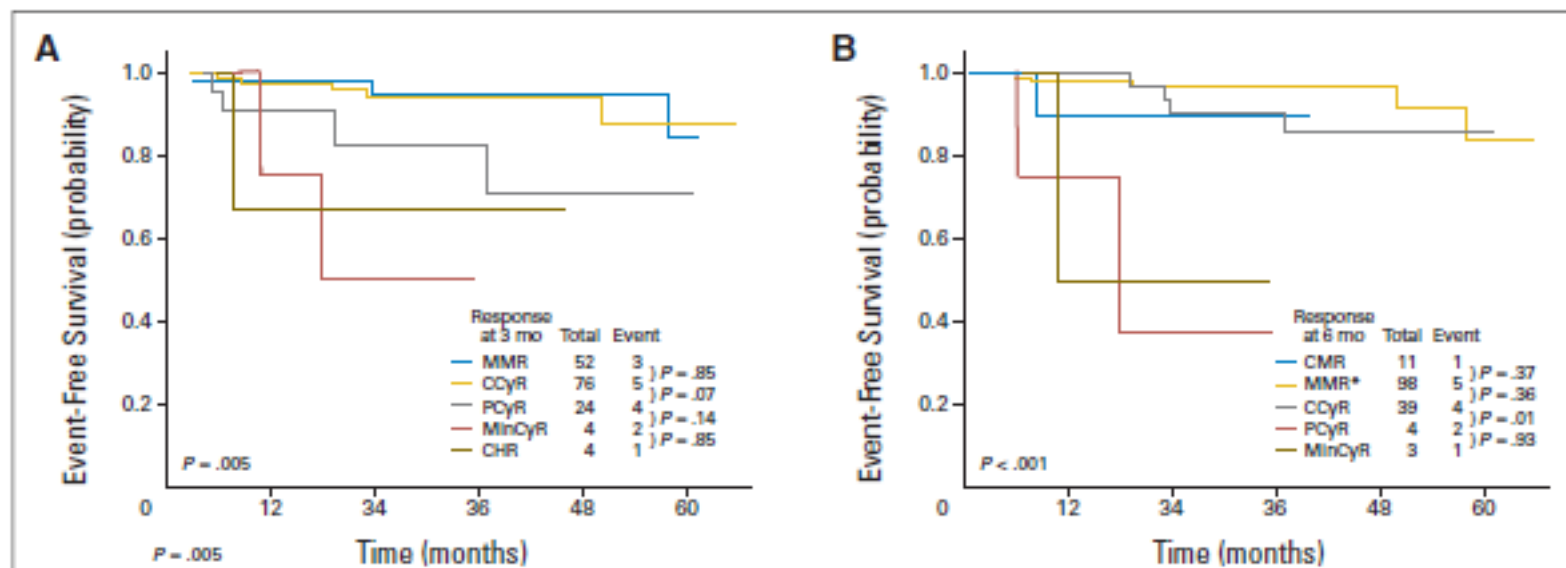 A
Event-Free Survival (probability)
1.0
0.8
0.6
0.4
0.2
0
12
34
36
48
60
Time (months)
Response
at 3 mo Total Event
MMR 52 3
CCyR 76 5
PCyR 24 4
MinCyR 4 2
CHR 4 1
} P = .85
} P = .07
} P = .14
} P = .85
P = .005
P = .005
B
Event-Free Survival (probability)
1.0
0.8
0.6
0.4
0.2
0
12
34
36
48
60
Time (months)
Response
at 6 mo Total Event
CMR 11 1
MMR* 98 5
CCyR 39 4
PCyR 4 2
MinCyR 3 1
} P = .37
} P = .36
} P = .01
} P = .93
P < .001